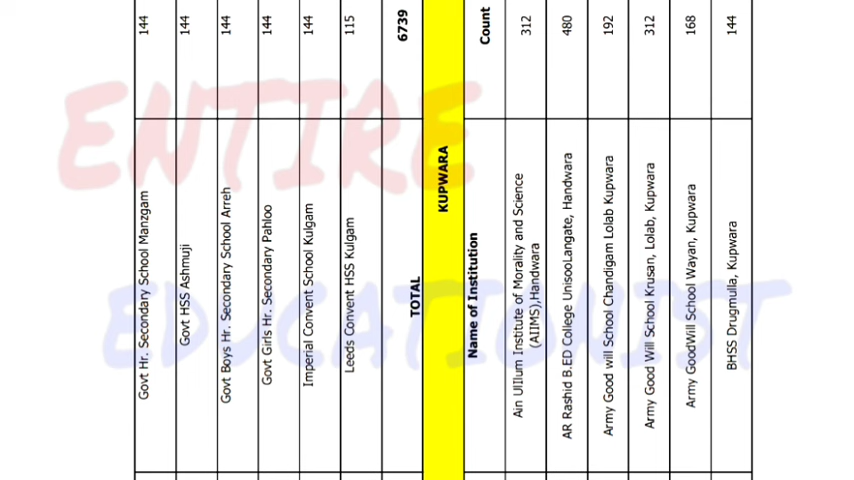 Govt Hr. Secondary School Manzgam 144
Govt HSS Ashmuji 144
Govt Boys Hr. Secondary School Arreh 144
Govt Girls Hr. Secondary Pahloo 144
Imperial Convent School Kulgam 144
Leeds Convent HSS Kulgam 115
TOTAL 6739
KUPWARA
Name of Institution Count
Ain UlIlum Institute of Morality and Science
(AIIMS),Handwara 312
AR Rashid B.ED College UnisooLangate, Handwara 480
Army Good will School Chandigam Lolab Kupwara 192
Army Good Will School Krusan, Lolab, Kupwara 312
Army GoodWill School Wayan, Kupwara 168
BHSS Drugmulla, Kupwara 144
ENTIRE
EDUCATIONIST